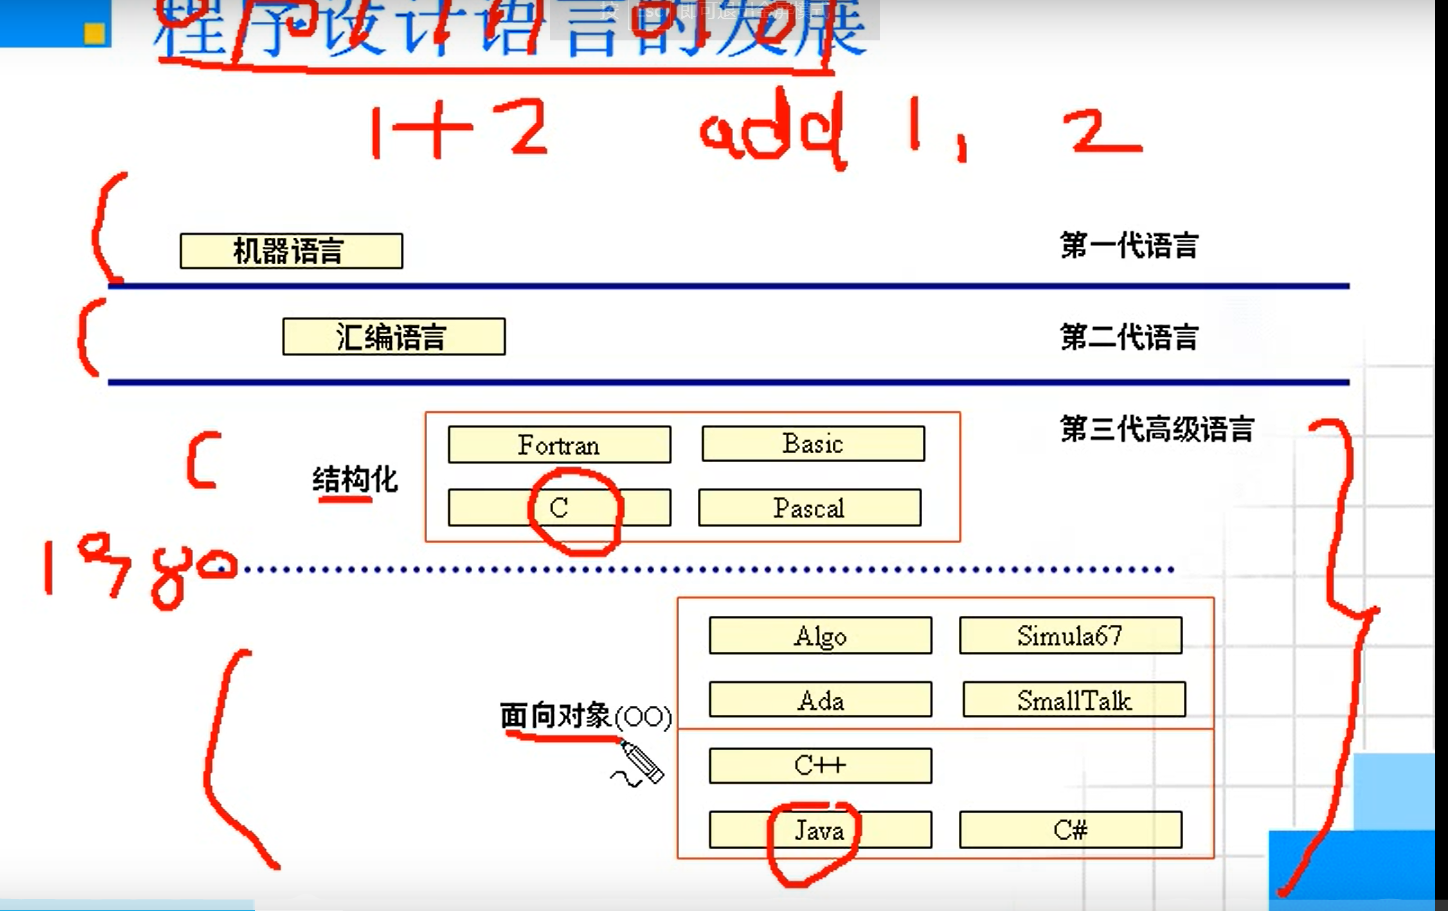 程序设计语言的发展
1+2 add 1, 2
机器语言 第一代语言
汇编语言 第二代语言
第三代高级语言
Fortran Basic
结构化
C Pascal
1980
Algo Simula67
Ada SmallTalk
面向对象(OO)
C++
Java C#